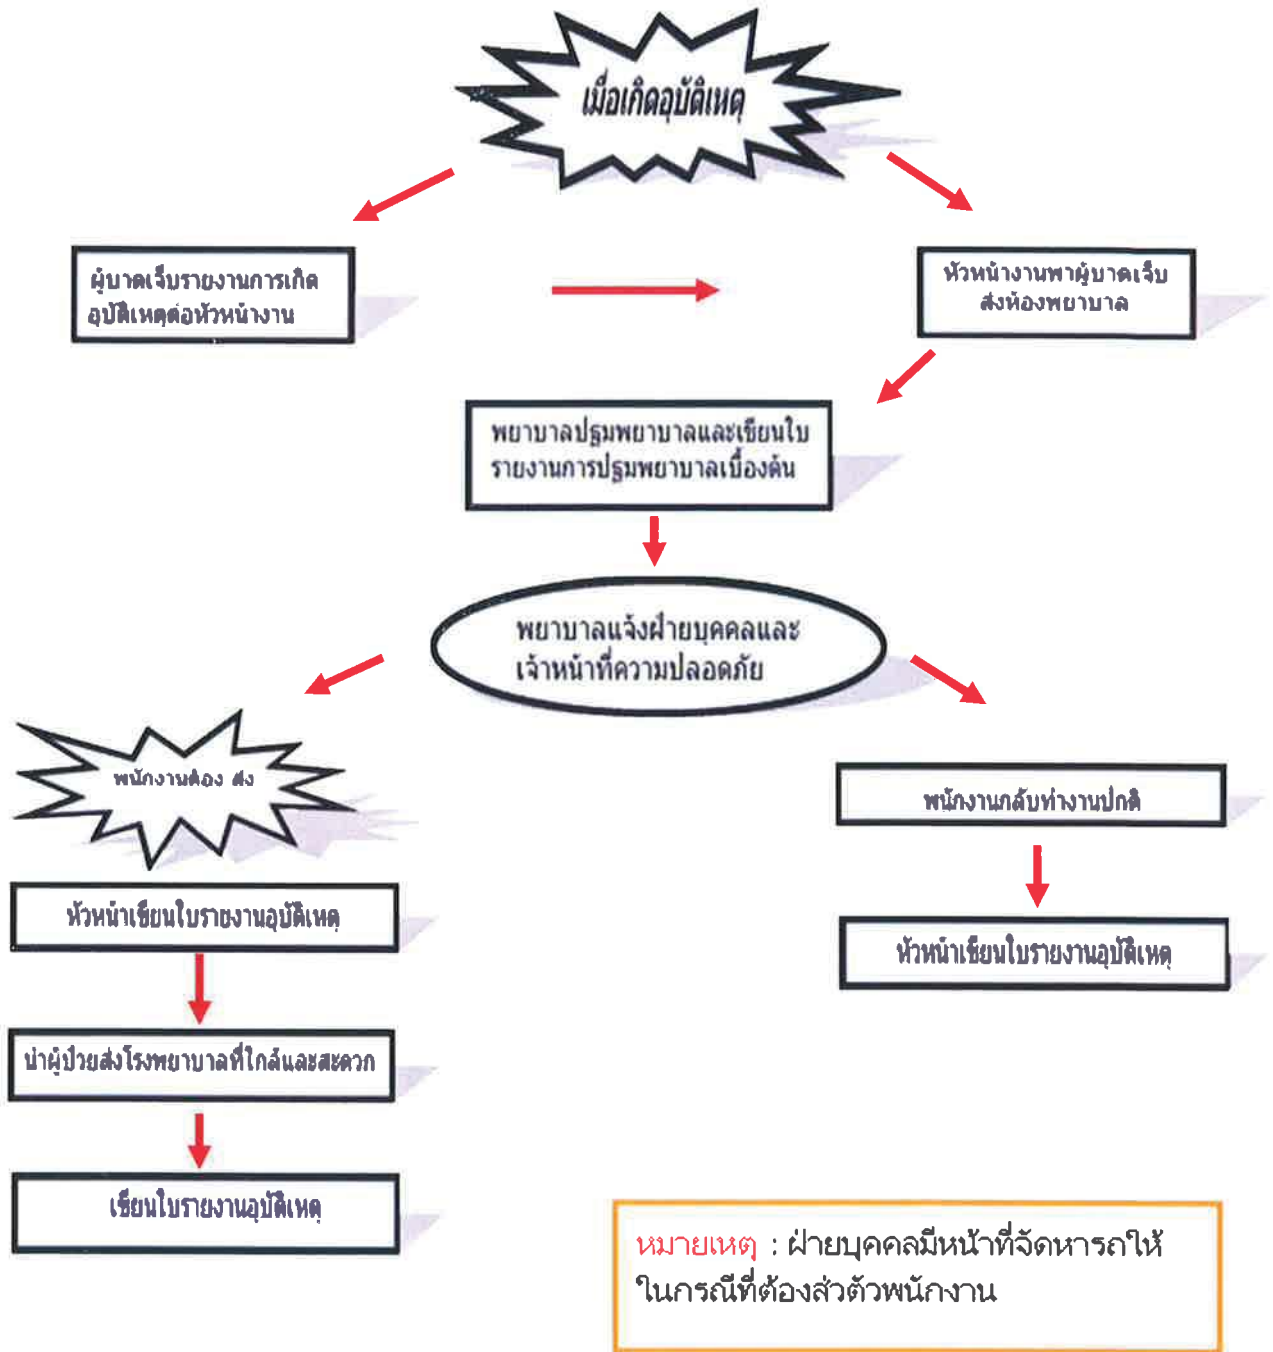 เมื่อเกิดอุบัติเหตุ
ผู้บาดเจ็บรายงานการเกิด
อุบัติเหตุต่อหัวหน้างาน
หัวหน้างานพาผู้บาดเจ็บ
ส่งห้องพยาบาล
พยาบาลปฐมพยาบาลและเขียนใบ
รายงานการปฐมพยาบาลเบื้องต้น
พยาบาลแจ้งฝ่ายบุคคลและ
เจ้าหน้าที่ความปลอดภัย
พนักงานต้อง ส่ง
พนักงานกลับทำงานปกติ
หัวหน้าเขียนใบรายงานอุบัติเหตุ
หัวหน้าเขียนใบรายงานอุบัติเหตุ
นำผู้ป่วยส่งโรงพยาบาลที่ใกล้และสะดวก
เขียนใบรายงานอุบัติเหตุ
หมายเหตุ : ฝ่ายบุคคลมีหน้าที่จัดหารถให้
ในกรณีที่ต้องส่วตัวพนักงาน